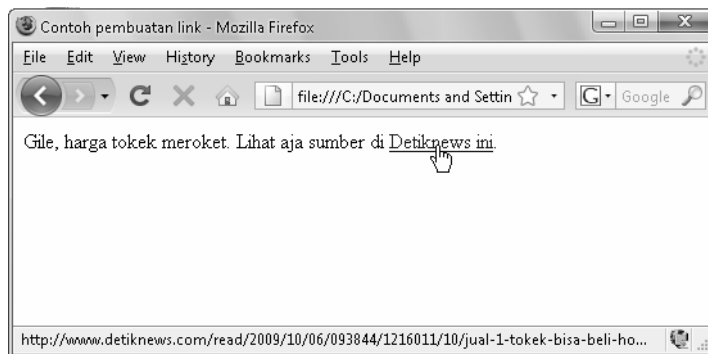 Contoh pembuatan link - Mozilla Firefox
File Edit View History Bookmarks Tools Help
file:///C:/Documents and Settin G Google
Gile, harga tokek meroket. Lihat aja sumber di Detiknews ini.
http://www.detiknews.com/read/2009/10/06/093844/1216011/10/jual-1-tokek-bisa-beli-ho...